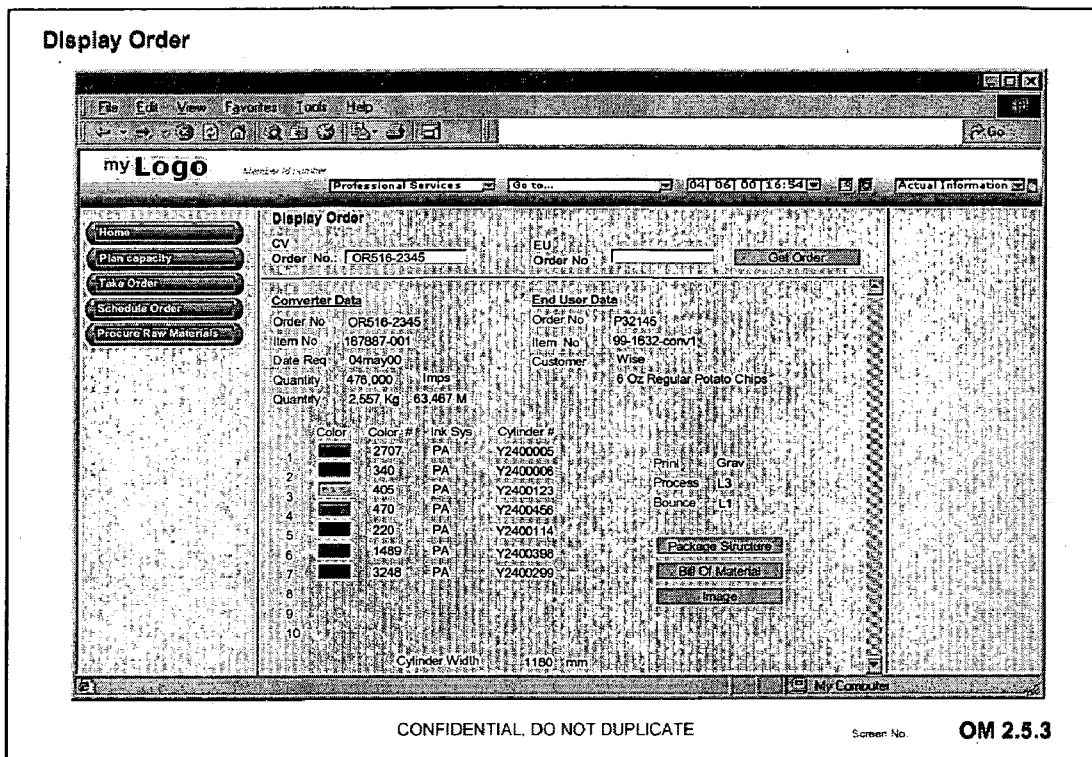 Display Order
File Edit View Favorites Tools Help
Go
my Logo
Member id number
Professional Services Go to... 04 06 00 16:54 Actual Information
Home
Plan capacity
Take Order
Schedule Order
Procure Raw Materials
Display Order
CV
Order No.: OR516-2345
EU
Order No
Get Order
Converter Data
Order No OR516-2345
Item No 167887-001
Date Req 04may00
Quantity 476,000 Imps
Quantity 2,557 Kg 63,467 M
End User Data
Order No P32145
Item No 99-1632-conv1
Customer Wise
6 Oz Regular Potato Chips
Color Color # Ink Sys Cylinder #
1 2707 PA Y2400005
2 340 PA Y2400006
3 405 PA Y2400123
4 470 PA Y2400456
5 220 PA Y2400114
6 1489 PA Y2400398
7 3248 PA Y2400299
8
9
10
Print Grav
Process L3
Bounce L1
Package Structure
Bill Of Material
Image
Cylinder Width 1160 mm
My Computer
CONFIDENTIAL, DO NOT DUPLICATE
Screen No. OM 2.5.3